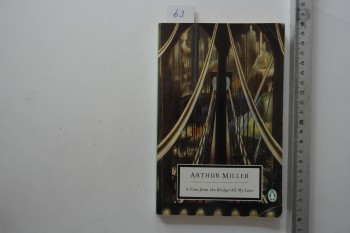 63
ARTHUR MILLER
A View from the Bridge/All My Sons